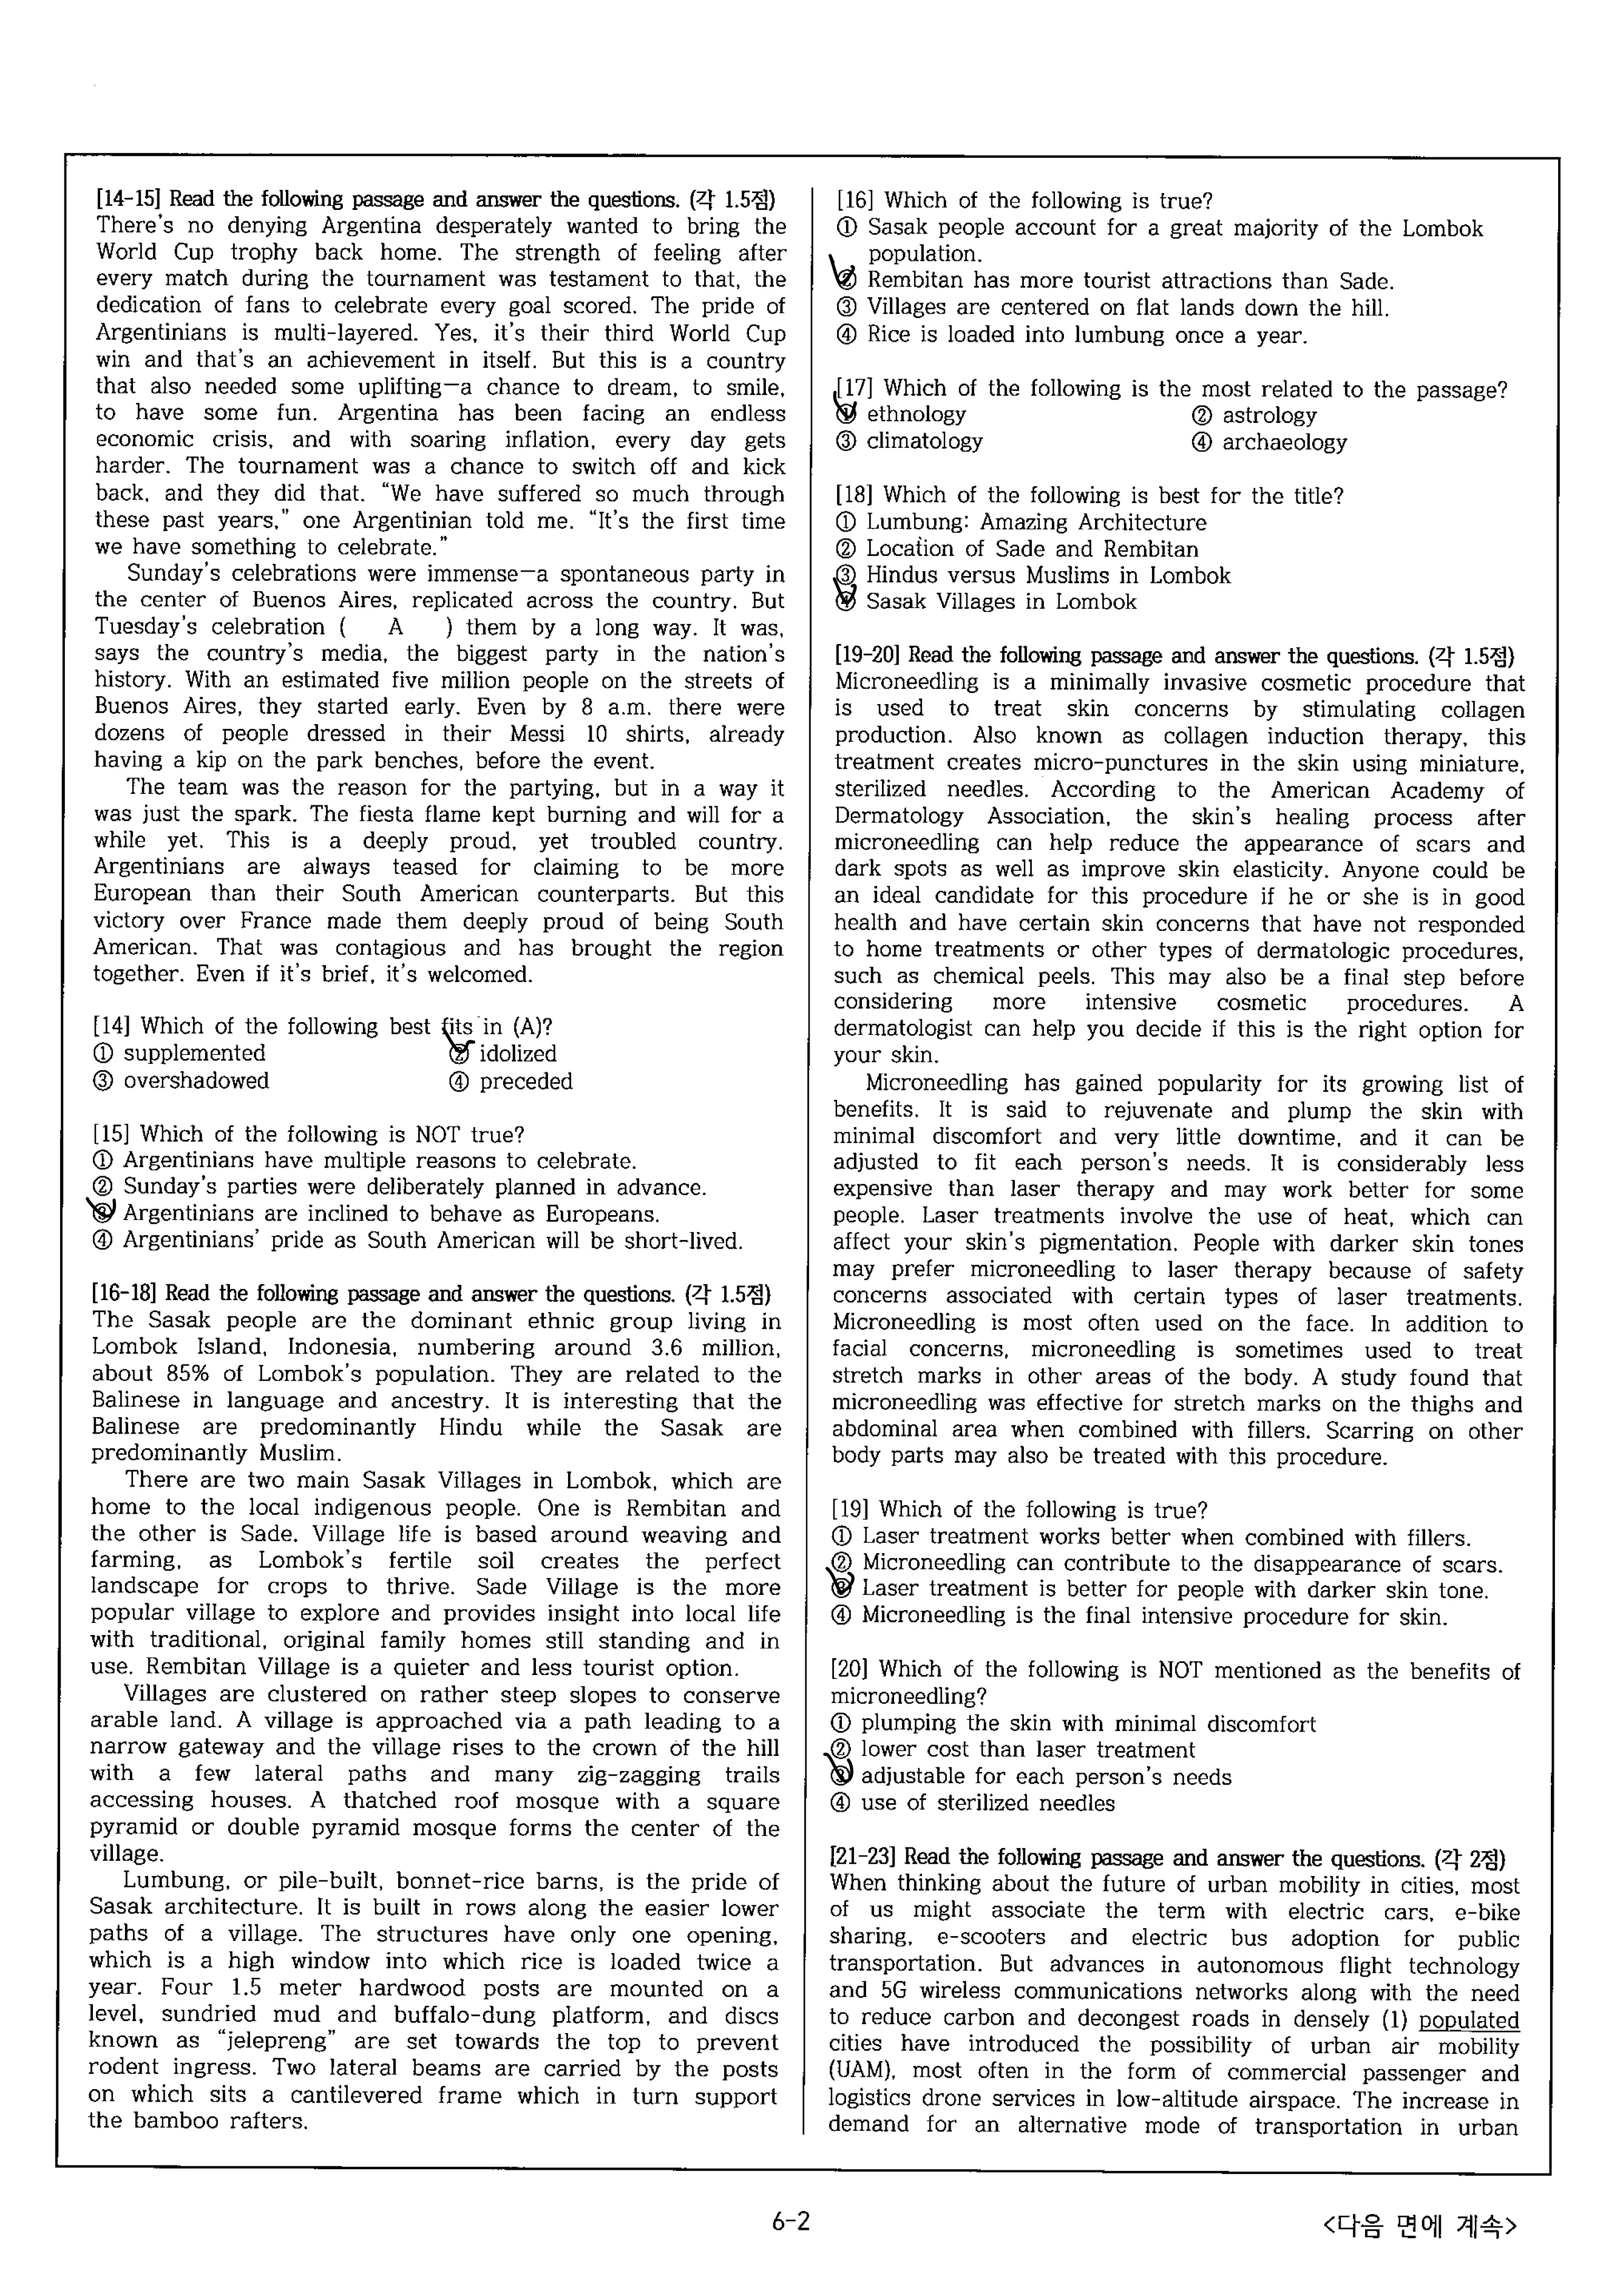 [14-15] Read the following passage and answer the questions. (각 1.5점)
There's no denying Argentina desperately wanted to bring the
World Cup trophy back home. The strength of feeling after
every match during the tournament was testament to that, the
dedication of fans to celebrate every goal scored. The pride of
Argentinians is multi-layered. Yes, it's their third World Cup
win and that's an achievement in itself. But this is a country
that also needed some uplifting—a chance to dream, to smile,
to have some fun. Argentina has been facing an endless
economic crisis, and with soaring inflation, every day gets
harder. The tournament was a chance to switch off and kick
back, and they did that. “We have suffered so much through
these past years,” one Argentinian told me. “It's the first time
we have something to celebrate.”
Sunday's celebrations were immense—a spontaneous party in
the center of Buenos Aires, replicated across the country. But
Tuesday's celebration ( A ) them by a long way. It was,
says the country's media, the biggest party in the nation's
history. With an estimated five million people on the streets of
Buenos Aires, they started early. Even by 8 a.m. there were
dozens of people dressed in their Messi 10 shirts, already
having a kip on the park benches, before the event.
The team was the reason for the partying, but in a way it
was just the spark. The fiesta flame kept burning and will for a
while yet. This is a deeply proud, yet troubled country.
Argentinians are always teased for claiming to be more
European than their South American counterparts. But this
victory over France made them deeply proud of being South
American. That was contagious and has brought the region
together. Even if it's brief, it's welcomed.
[14] Which of the following best fits in (A)?
① supplemented ② idolized
③ overshadowed ④ preceded
[15] Which of the following is NOT true?
① Argentinians have multiple reasons to celebrate.
② Sunday's parties were deliberately planned in advance.
③ Argentinians are inclined to behave as Europeans.
④ Argentinians' pride as South American will be short-lived.
[16-18] Read the following passage and answer the questions. (각 1.5점)
The Sasak people are the dominant ethnic group living in
Lombok Island, Indonesia, numbering around 3.6 million,
about 85% of Lombok's population. They are related to the
Balinese in language and ancestry. It is interesting that the
Balinese are predominantly Hindu while the Sasak are
predominantly Muslim.
There are two main Sasak Villages in Lombok, which are
home to the local indigenous people. One is Rembitan and
the other is Sade. Village life is based around weaving and
farming, as Lombok's fertile soil creates the perfect
landscape for crops to thrive. Sade Village is the more
popular village to explore and provides insight into local life
with traditional, original family homes still standing and in
use. Rembitan Village is a quieter and less tourist option.
Villages are clustered on rather steep slopes to conserve
arable land. A village is approached via a path leading to a
narrow gateway and the village rises to the crown of the hill
with a few lateral paths and many zig-zagging trails
accessing houses. A thatched roof mosque with a square
pyramid or double pyramid mosque forms the center of the
village.
Lumbung, or pile-built, bonnet-rice barns, is the pride of
Sasak architecture. It is built in rows along the easier lower
paths of a village. The structures have only one opening,
which is a high window into which rice is loaded twice a
year. Four 1.5 meter hardwood posts are mounted on a
level, sundried mud and buffalo-dung platform, and discs
known as “jelepreng” are set towards the top to prevent
rodent ingress. Two lateral beams are carried by the posts
on which sits a cantilevered frame which in turn support
the bamboo rafters.
[16] Which of the following is true?
① Sasak people account for a great majority of the Lombok
population.
② Rembitan has more tourist attractions than Sade.
③ Villages are centered on flat lands down the hill.
④ Rice is loaded into lumbung once a year.
[17] Which of the following is the most related to the passage?
① ethnology ② astrology
③ climatology ④ archaeology
[18] Which of the following is best for the title?
① Lumbung: Amazing Architecture
② Location of Sade and Rembitan
③ Hindus versus Muslims in Lombok
④ Sasak Villages in Lombok
[19-20] Read the following passage and answer the questions. (각 1.5점)
Microneedling is a minimally invasive cosmetic procedure that
is used to treat skin concerns by stimulating collagen
production. Also known as collagen induction therapy, this
treatment creates micro-punctures in the skin using miniature,
sterilized needles. According to the American Academy of
Dermatology Association, the skin's healing process after
microneedling can help reduce the appearance of scars and
dark spots as well as improve skin elasticity. Anyone could be
an ideal candidate for this procedure if he or she is in good
health and have certain skin concerns that have not responded
to home treatments or other types of dermatologic procedures,
such as chemical peels. This may also be a final step before
considering more intensive cosmetic procedures. A
dermatologist can help you decide if this is the right option for
your skin.
Microneedling has gained popularity for its growing list of
benefits. It is said to rejuvenate and plump the skin with
minimal discomfort and very little downtime, and it can be
adjusted to fit each person's needs. It is considerably less
expensive than laser therapy and may work better for some
people. Laser treatments involve the use of heat, which can
affect your skin's pigmentation. People with darker skin tones
may prefer microneedling to laser therapy because of safety
concerns associated with certain types of laser treatments.
Microneedling is most often used on the face. In addition to
facial concerns, microneedling is sometimes used to treat
stretch marks in other areas of the body. A study found that
microneedling was effective for stretch marks on the thighs and
abdominal area when combined with fillers. Scarring on other
body parts may also be treated with this procedure.
[19] Which of the following is true?
① Laser treatment works better when combined with fillers.
② Microneedling can contribute to the disappearance of scars.
③ Laser treatment is better for people with darker skin tone.
④ Microneedling is the final intensive procedure for skin.
[20] Which of the following is NOT mentioned as the benefits of
microneedling?
① plumping the skin with minimal discomfort
② lower cost than laser treatment
③ adjustable for each person's needs
④ use of sterilized needles
[21-23] Read the following passage and answer the questions. (각 2점)
When thinking about the future of urban mobility in cities, most
of us might associate the term with electric cars, e-bike
sharing, e-scooters and electric bus adoption for public
transportation. But advances in autonomous flight technology
and 5G wireless communications networks along with the need
to reduce carbon and decongest roads in densely (1) populated
cities have introduced the possibility of urban air mobility
(UAM), most often in the form of commercial passenger and
logistics drone services in low-altitude airspace. The increase in
demand for an alternative mode of transportation in urban
6-2
<다음 면에 계속>